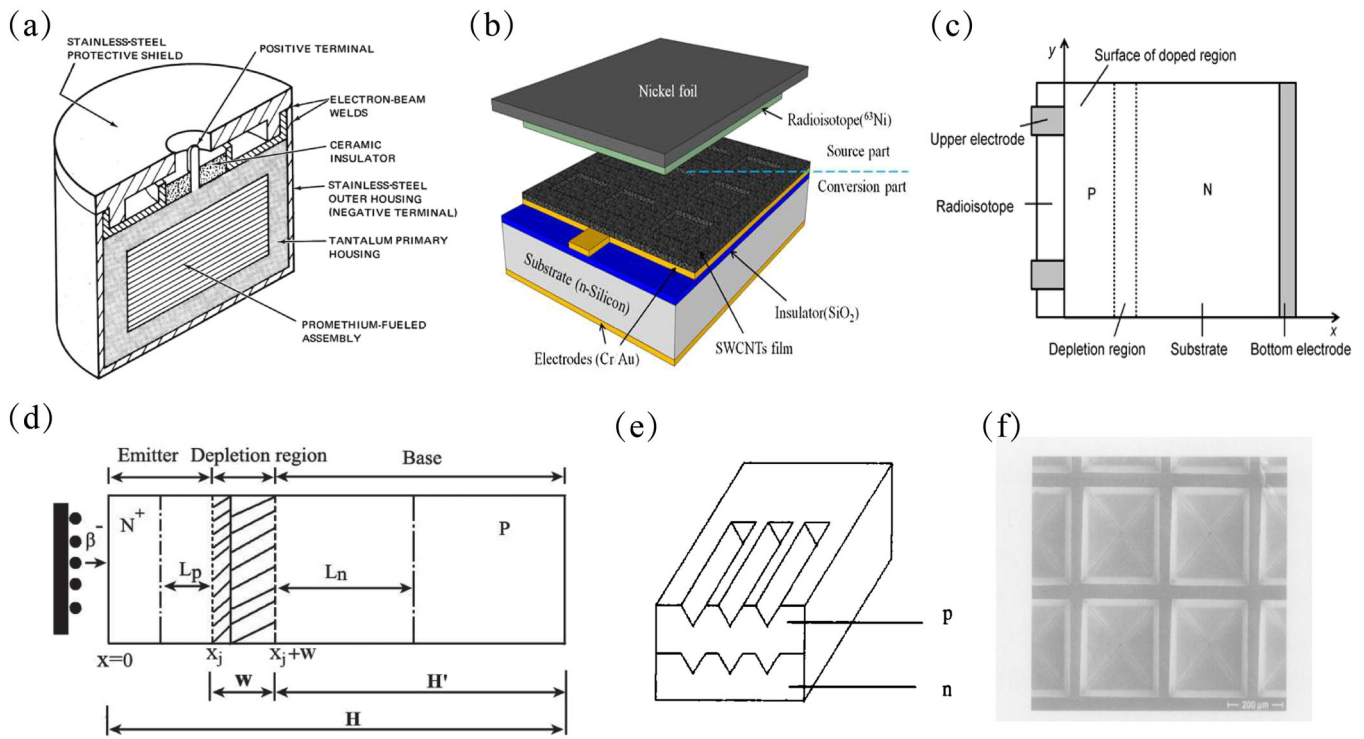 (a)
STAINLESS-STEEL
PROTECTIVE SHIELD
POSITIVE TERMINAL
ELECTRON-BEAM
WELDS
CERAMIC
INSULATOR
STAINLESS-STEEL
OUTER HOUSING
(NEGATIVE TERMINAL)
TANTALUM PRIMARY
HOUSING
PROMETHIUM-FUELED
ASSEMBLY
(b)
Nickel foil
Radioisotope(⁶³Ni)
Source part
Conversion part
Substrate (n-Silicon)
Insulator(SiO₂)
SWCNTs film
Electrodes (Cr Au)
(c)
y
Surface of doped region
Upper electrode
P
N
Radioisotope
x
Depletion region
Substrate
Bottom electrode
(d)
Emitter
Depletion region
Base
N⁺
P
β⁻
Lp
Ln
x=0
xj
xj+w
w
H'
H
(e)
p
n
(f)
200 μm